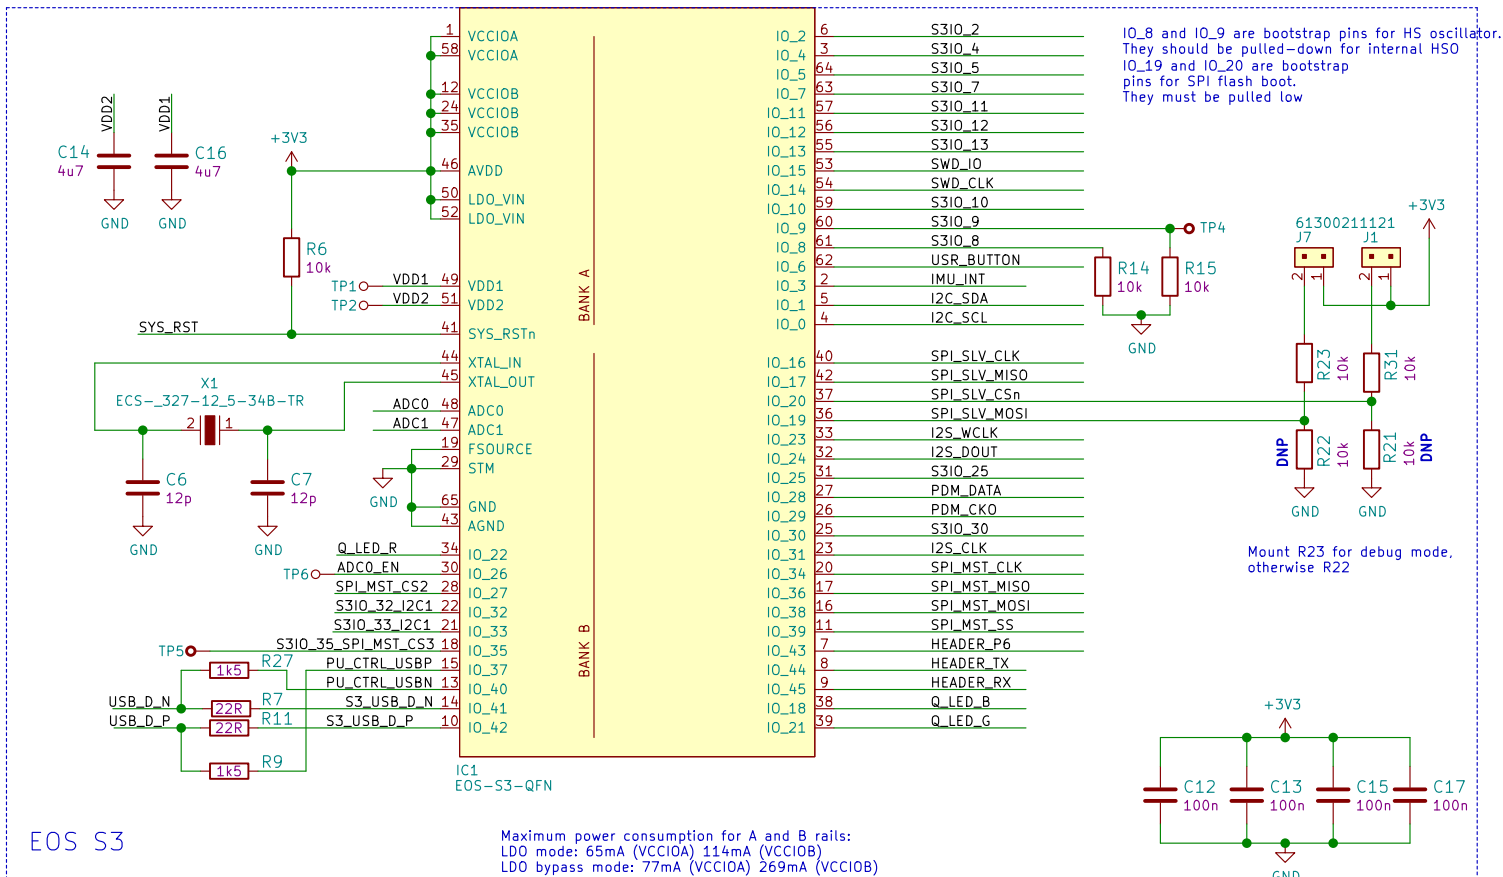 1 VCCIOA
58 VCCIOA
12 VCCIOB
24 VCCIOB
35 VCCIOB
46 AVDD
50 LDO_VIN
52 LDO_VIN
VDD1 49 VDD1
VDD2 51 VDD2
SYS_RST 41 SYS_RSTn
44 XTAL_IN
45 XTAL_OUT
ADC0 48 ADC0
ADC1 47 ADC1
19 FSOURCE
29 STM
65 GND
43 AGND
Q_LED_R 34 IO_22
ADC0_EN 30 IO_26
SPI_MST_CS2 28 IO_27
S3IO_32_I2C1 22 IO_32
S3IO_33_I2C1 21 IO_33
S3IO_35_SPI_MST_CS3 18 IO_35
PU_CTRL_USBP 15 IO_37
PU_CTRL_USBN 13 IO_40
S3_USB_D_N 14 IO_41
S3_USB_D_P 10 IO_42
BANK A
BANK B
IO_2 6 S3IO_2
IO_4 3 S3IO_4
IO_5 64 S3IO_5
IO_7 63 S3IO_7
IO_11 57 S3IO_11
IO_12 56 S3IO_12
IO_13 55 S3IO_13
IO_15 53 SWD_IO
IO_14 54 SWD_CLK
IO_10 59 S3IO_10
IO_9 60 S3IO_9
IO_8 61 S3IO_8
IO_6 62 USR_BUTTON
IO_3 2 IMU_INT
IO_1 5 I2C_SDA
IO_0 4 I2C_SCL
IO_16 40 SPI_SLV_CLK
IO_17 42 SPI_SLV_MISO
IO_20 37 SPI_SLV_CSn
IO_19 36 SPI_SLV_MOSI
IO_23 33 I2S_WCLK
IO_24 32 I2S_DOUT
IO_25 31 S3IO_25
IO_28 27 PDM_DATA
IO_29 26 PDM_CKO
IO_30 25 S3IO_30
IO_31 23 I2S_CLK
IO_34 20 SPI_MST_CLK
IO_36 17 SPI_MST_MISO
IO_38 16 SPI_MST_MOSI
IO_39 11 SPI_MST_SS
IO_43 7 HEADER_P6
IO_44 8 HEADER_TX
IO_45 9 HEADER_RX
IO_18 38 Q_LED_B
IO_21 39 Q_LED_G
IC1
EOS-S3-QFN
VDD2
VDD1
C14
4u7
GND
C16
4u7
GND
+3V3
R6
10k
TP1
TP2
X1
ECS-_327-12_5-34B-TR
2
1
C6
12p
GND
C7
12p
GND
GND
TP6
TP5
R27
1k5
USB_D_N
R7
22R
USB_D_P
R11
22R
R9
1k5
EOS S3
IO_8 and IO_9 are bootstrap pins for HS oscillator.
They should be pulled-down for internal HSO
IO_19 and IO_20 are bootstrap
pins for SPI flash boot.
They must be pulled low
TP4
R14
10k
R15
10k
GND
+3V3
61300211121
J7
J1
2
1
2
1
R23
10k
R31
10k
DNP
R22
10k
R21
10k
DNP
GND
GND
Mount R23 for debug mode,
otherwise R22
+3V3
C12
100n
C13
100n
C15
100n
C17
100n
GND
Maximum power consumption for A and B rails:
LDO mode: 65mA (VCCIOA) 114mA (VCCIOB)
LDO bypass mode: 77mA (VCCIOA) 269mA (VCCIOB)